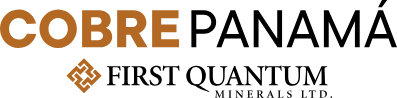 COBRE PANAMÁ
FIRST QUANTUM
MINERALS LTD.